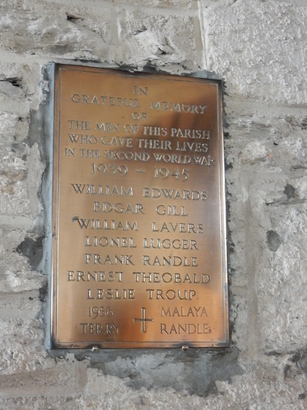 IN
GRATEFUL MEMORY
OF
THE MEN OF THIS PARISH
WHO GAVE THEIR LIVES
IN THE SECOND WORLD WAR
1939 - 1945
WILLIAM EDWARDS
EDGAR GILL
WILLIAM LAVERS
LIONEL LUGGER
FRANK RANDLE
ERNEST THEOBALD
LESLIE TROUP
MALAYA
TERRY RANDLE